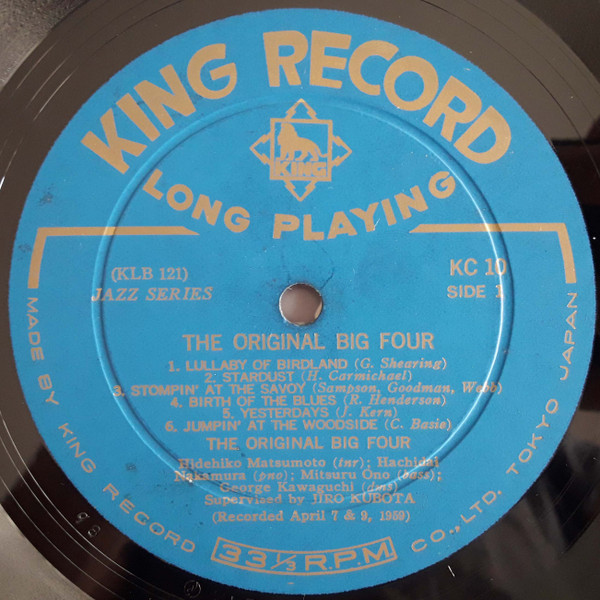 KING RECORD
KING
LONG PLAYING
(KLB 121)
JAZZ SERIES
KC 10
SIDE 1
THE ORIGINAL BIG FOUR
1. LULLABY OF BIRDLAND (G. Shearing)
2. STARDUST (H. Carmichael)
3. STOMPIN' AT THE SAVOY (Sampson, Goodman, Webb)
4. BIRTH OF THE BLUES (R. Henderson)
5. YESTERDAYS (J. Kern)
6. JUMPIN' AT THE WOODSIDE (C. Basie)
THE ORIGINAL BIG FOUR
Hidehiko Matsumoto (tnr); Hachidai
Nakamura (pno); Mitsuru Ono (bass);
George Kawaguchi (dms)
Supervised by JIRO KUBOTA
(Recorded April 7 & 9, 1959)
MADE BY KING RECORD CO., LTD. TOKYO JAPAN
33 1/3 R.P.M